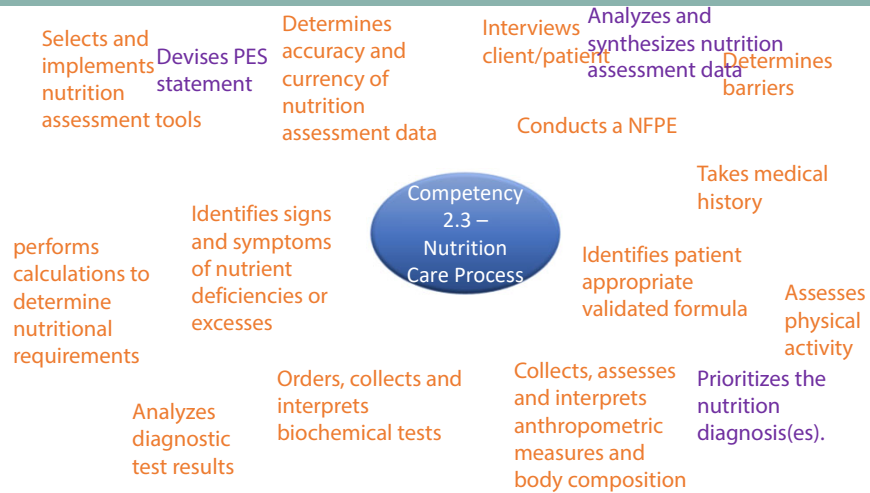 Selects and
implements
nutrition
assessment tools
Devises PES
statement
Determines
accuracy and
currency of
nutrition
assessment data
Interviews
client/patient
Analyzes and
synthesizes nutrition
assessment data
Determines
barriers
Conducts a NFPE
Takes medical
history
Competency
2.3 –
Nutrition
Care Process
Identifies signs
and symptoms
of nutrient
deficiencies or
excesses
performs
calculations to
determine
nutritional
requirements
Identifies patient
appropriate
validated formula
Assesses
physical
activity
Analyzes
diagnostic
test results
Orders, collects and
interprets
biochemical tests
Collects, assesses
and interprets
anthropometric
measures and
body composition
Prioritizes the
nutrition
diagnosis(es).